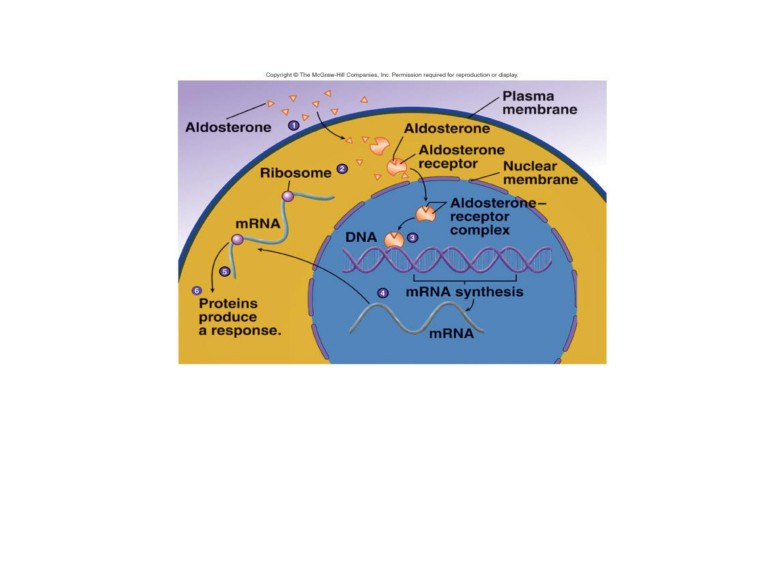 Copyright © The McGraw-Hill Companies, Inc. Permission required for reproduction or display.
Plasma
membrane
Aldosterone
1
Aldosterone
Aldosterone
receptor
Ribosome
2
Nuclear
membrane
Aldosterone–
receptor
complex
mRNA
DNA
3
5
6
Proteins
produce
a response.
4
mRNA synthesis
mRNA